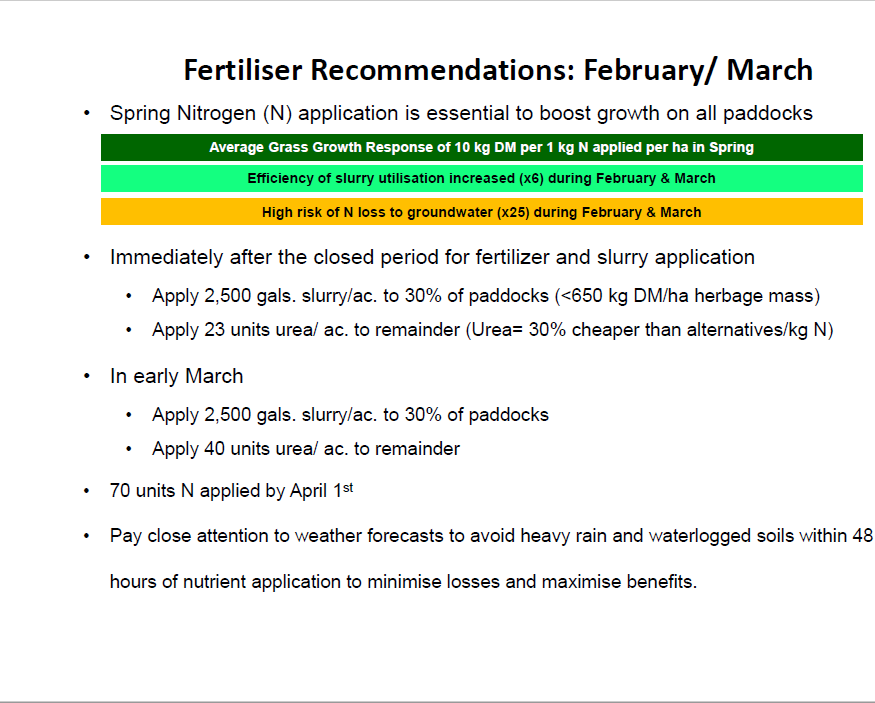 Fertiliser Recommendations: February/ March
• Spring Nitrogen (N) application is essential to boost growth on all paddocks
Average Grass Growth Response of 10 kg DM per 1 kg N applied per ha in Spring
Efficiency of slurry utilisation increased (x6) during February & March
High risk of N loss to groundwater (x25) during February & March
• Immediately after the closed period for fertilizer and slurry application
• Apply 2,500 gals. slurry/ac. to 30% of paddocks (<650 kg DM/ha herbage mass)
• Apply 23 units urea/ ac. to remainder (Urea= 30% cheaper than alternatives/kg N)
• In early March
• Apply 2,500 gals. slurry/ac. to 30% of paddocks
• Apply 40 units urea/ ac. to remainder
• 70 units N applied by April 1st
• Pay close attention to weather forecasts to avoid heavy rain and waterlogged soils within 48
hours of nutrient application to minimise losses and maximise benefits.